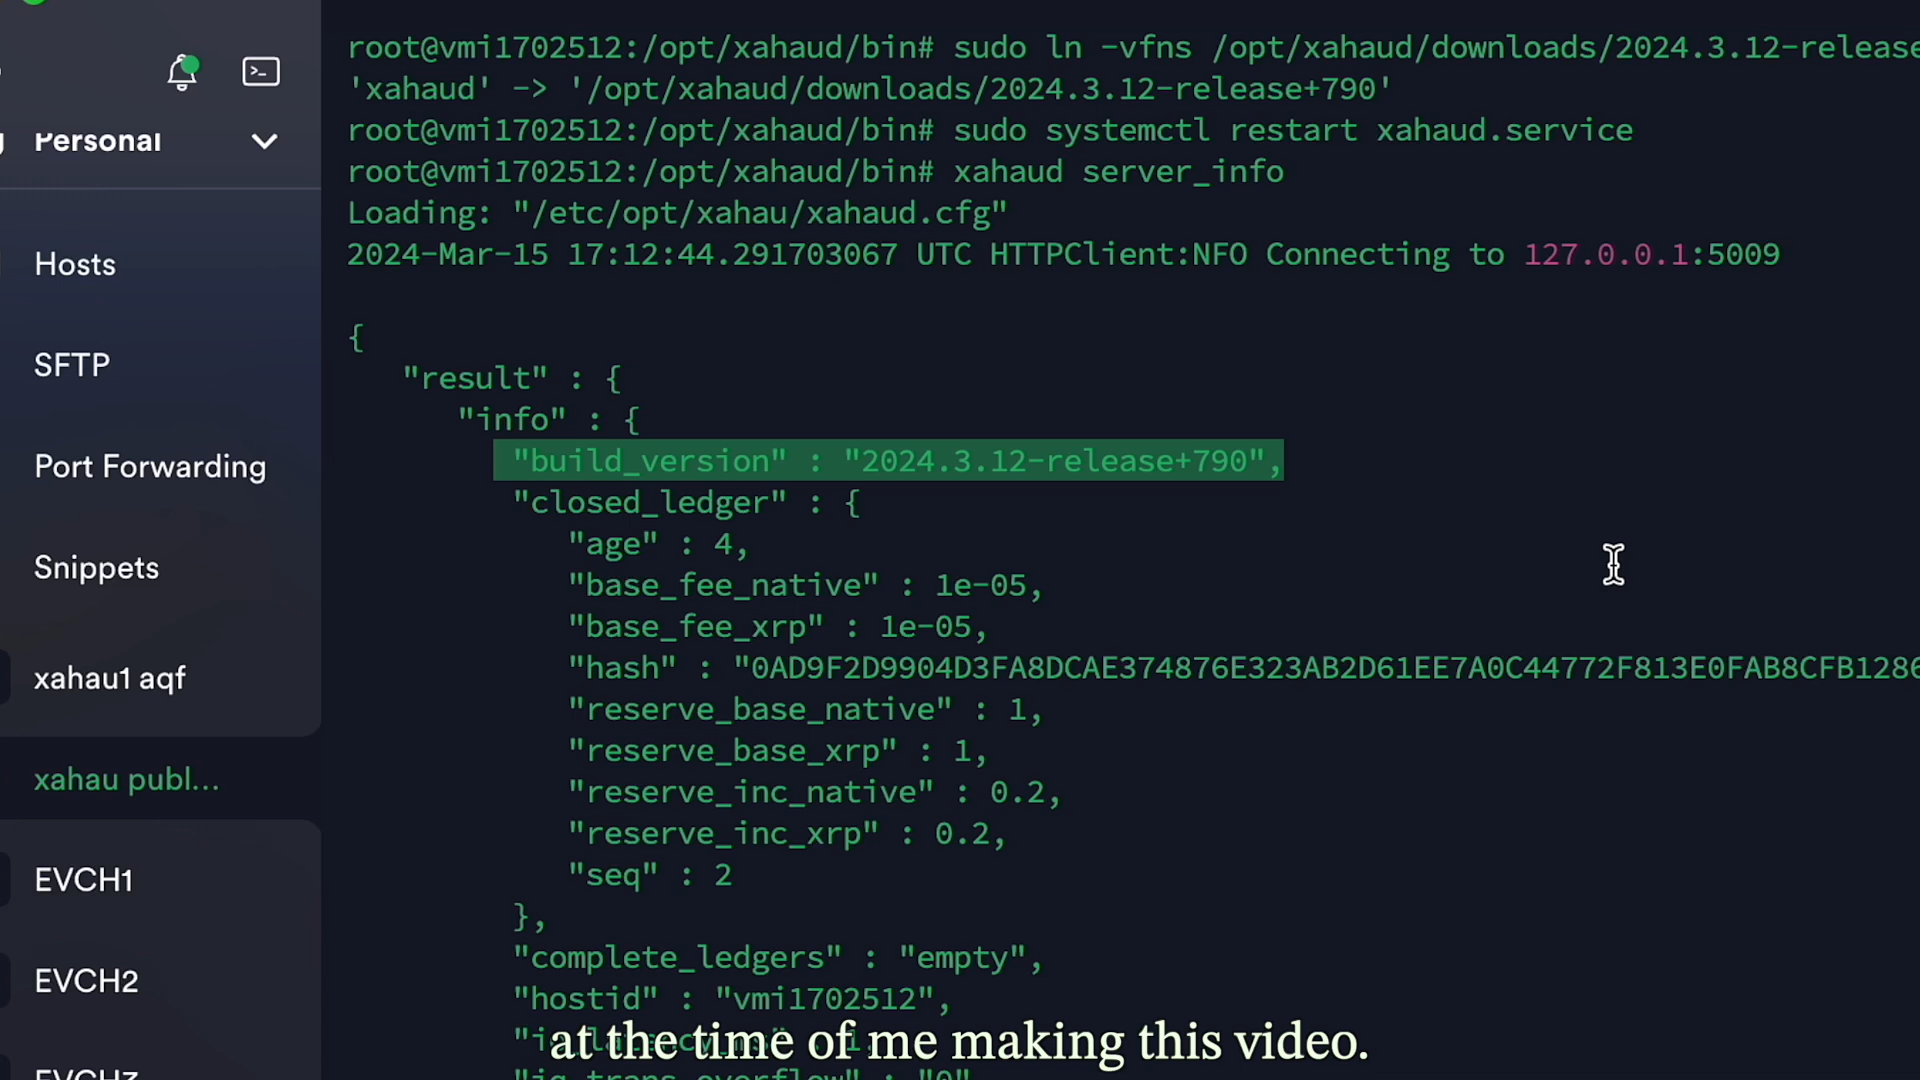 Personal
Hosts
SFTP
Port Forwarding
Snippets
xahau1 aqf
xahau publ...
EVCH1
EVCH2
EVCH3
root@vmi1702512:/opt/xahaud/bin# sudo ln -vfns /opt/xahaud/downloads/2024.3.12-release
'xahaud' -> '/opt/xahaud/downloads/2024.3.12-release+790'
root@vmi1702512:/opt/xahaud/bin# sudo systemctl restart xahaud.service
root@vmi1702512:/opt/xahaud/bin# xahaud server_info
Loading: "/etc/opt/xahau/xahaud.cfg"
2024-Mar-15 17:12:44.291703067 UTC HTTPClient:NFO Connecting to 127.0.0.1:5009
{
"result" : {
"info" : {
"build_version" : "2024.3.12-release+790",
"closed_ledger" : {
"age" : 4,
"base_fee_native" : 1e-05,
"base_fee_xrp" : 1e-05,
"hash" : "0AD9F2D9904D3FA8DCAE374876E323AB2D61EE7A0C44772F813E0FAB8CFB1286
"reserve_base_native" : 1,
"reserve_base_xrp" : 1,
"reserve_inc_native" : 0.2,
"reserve_inc_xrp" : 0.2,
"seq" : 2
},
"complete_ledgers" : "empty",
"hostid" : "vmi1702512",
at the time of me making this video.
"jq_trans_overflow" : "0"